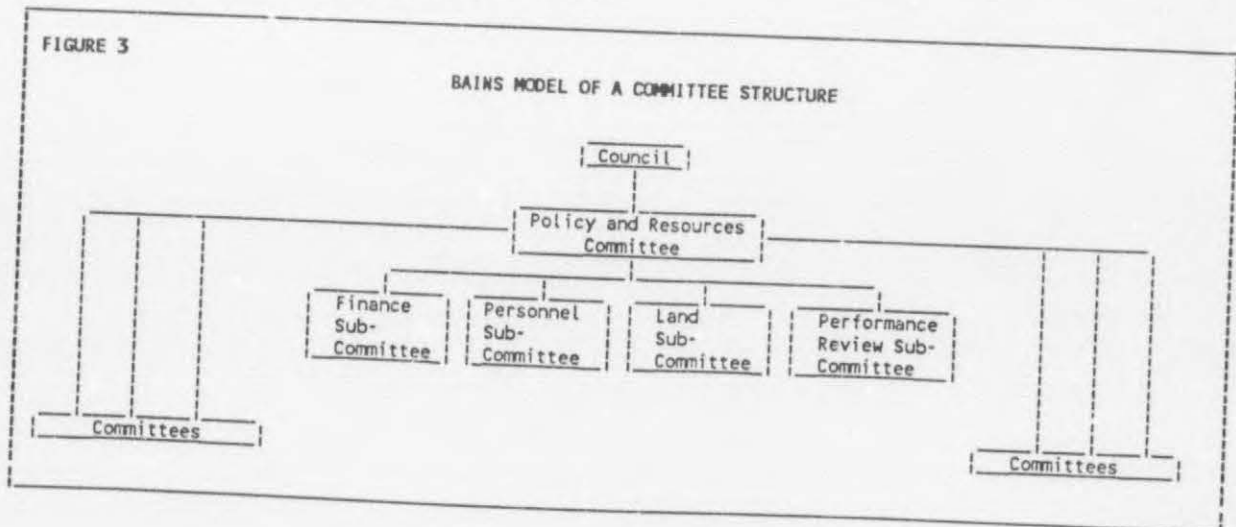 FIGURE 3
BAINS MODEL OF A COMMITTEE STRUCTURE
Council
Policy and Resources
Committee
Finance
Sub-
Committee
Personnel
Sub-
Committee
Land
Sub-
Committee
Performance
Review Sub-
Committee
Committees
Committees